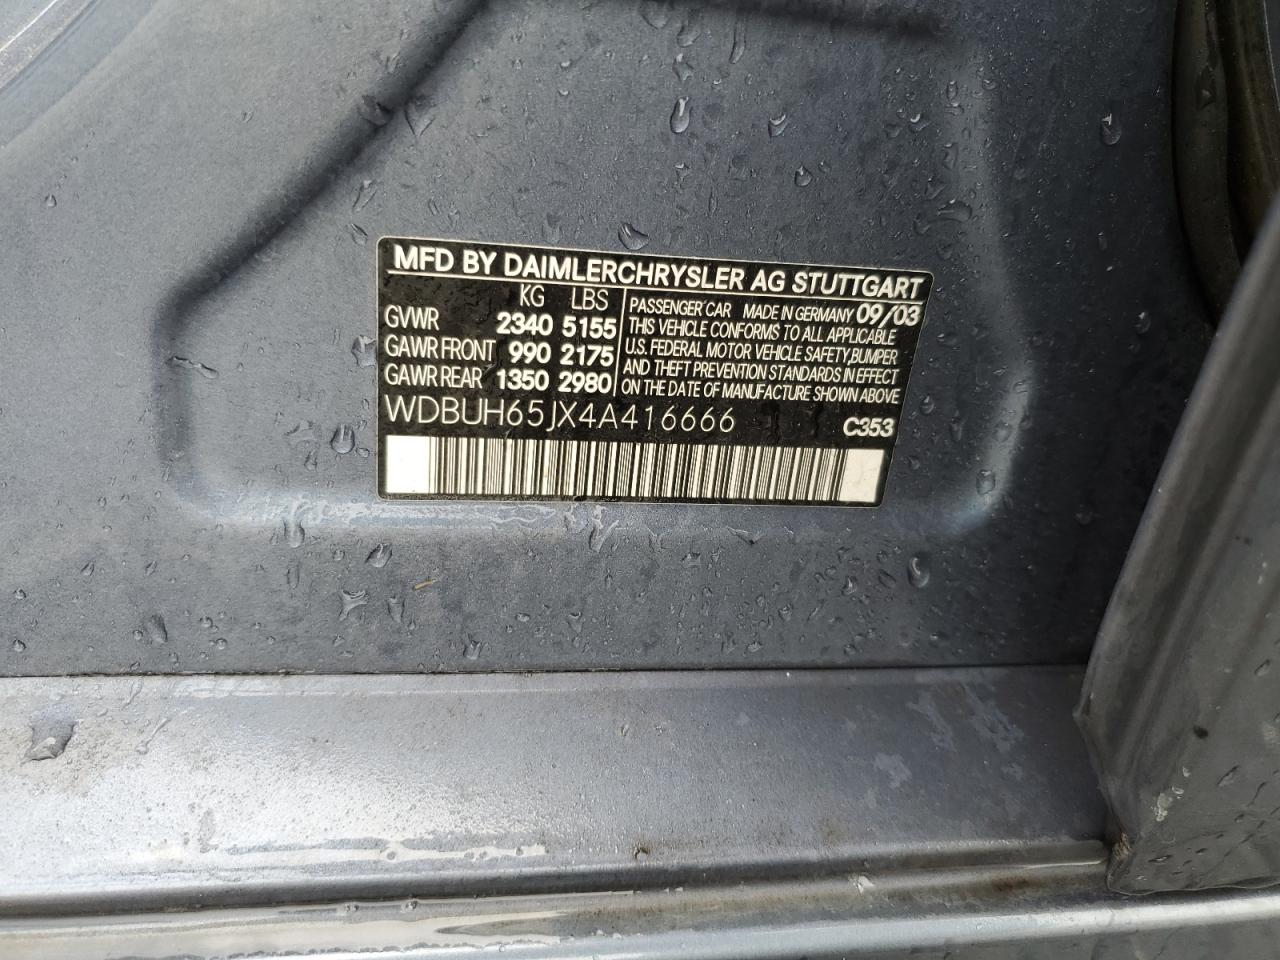 MFD BY DAIMLERCHRYSLER AG STUTTGART
KG LBS
GVWR 2340 5155
GAWR FRONT 990 2175
GAWR REAR 1350 2980
PASSENGER CAR MADE IN GERMANY 09/03
THIS VEHICLE CONFORMS TO ALL APPLICABLE
U.S. FEDERAL MOTOR VEHICLE SAFETY,BUMPER
AND THEFT PREVENTION STANDARDS IN EFFECT
ON THE DATE OF MANUFACTURE SHOWN ABOVE
WDBUH65JX4A416666 C353